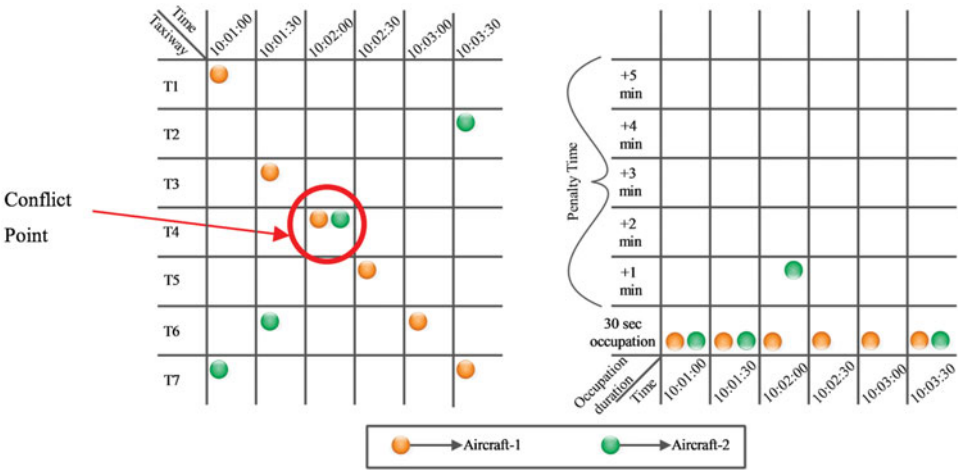 Time
Taxiway
10:01:00
10:01:30
10:02:00
10:02:30
10:03:00
10:03:30
T1
T2
T3
T4
T5
T6
T7
Conflict
Point
Penalty Time
+5
min
+4
min
+3
min
+2
min
+1
min
30 sec
occupation
Occupation
duration
Time
10:01:00
10:01:30
10:02:00
10:02:30
10:03:00
10:03:30
Aircraft-1
Aircraft-2